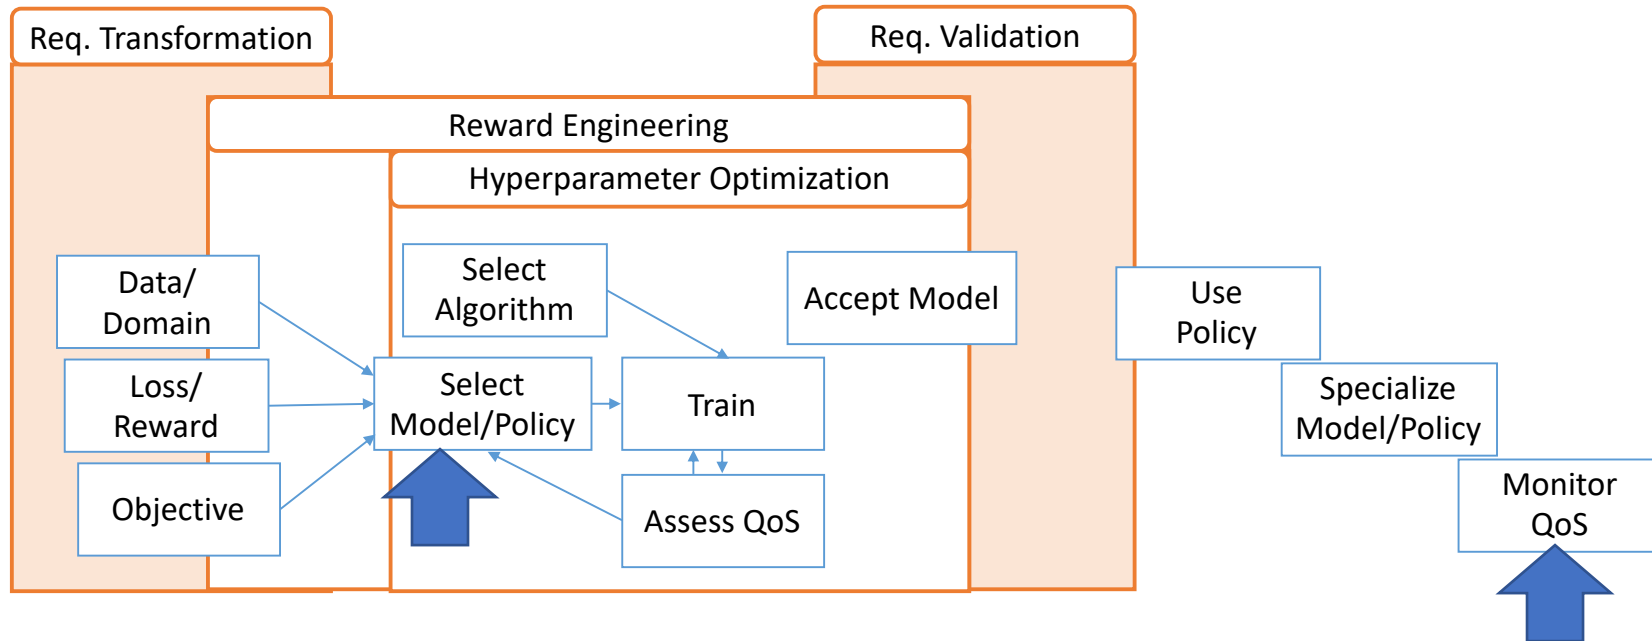 Req. Transformation
Req. Validation
Reward Engineering
Hyperparameter Optimization
Data/
Domain
Loss/
Reward
Objective
Select
Algorithm
Select
Model/Policy
Train
Assess QoS
Accept Model
Use
Policy
Specialize
Model/Policy
Monitor
QoS